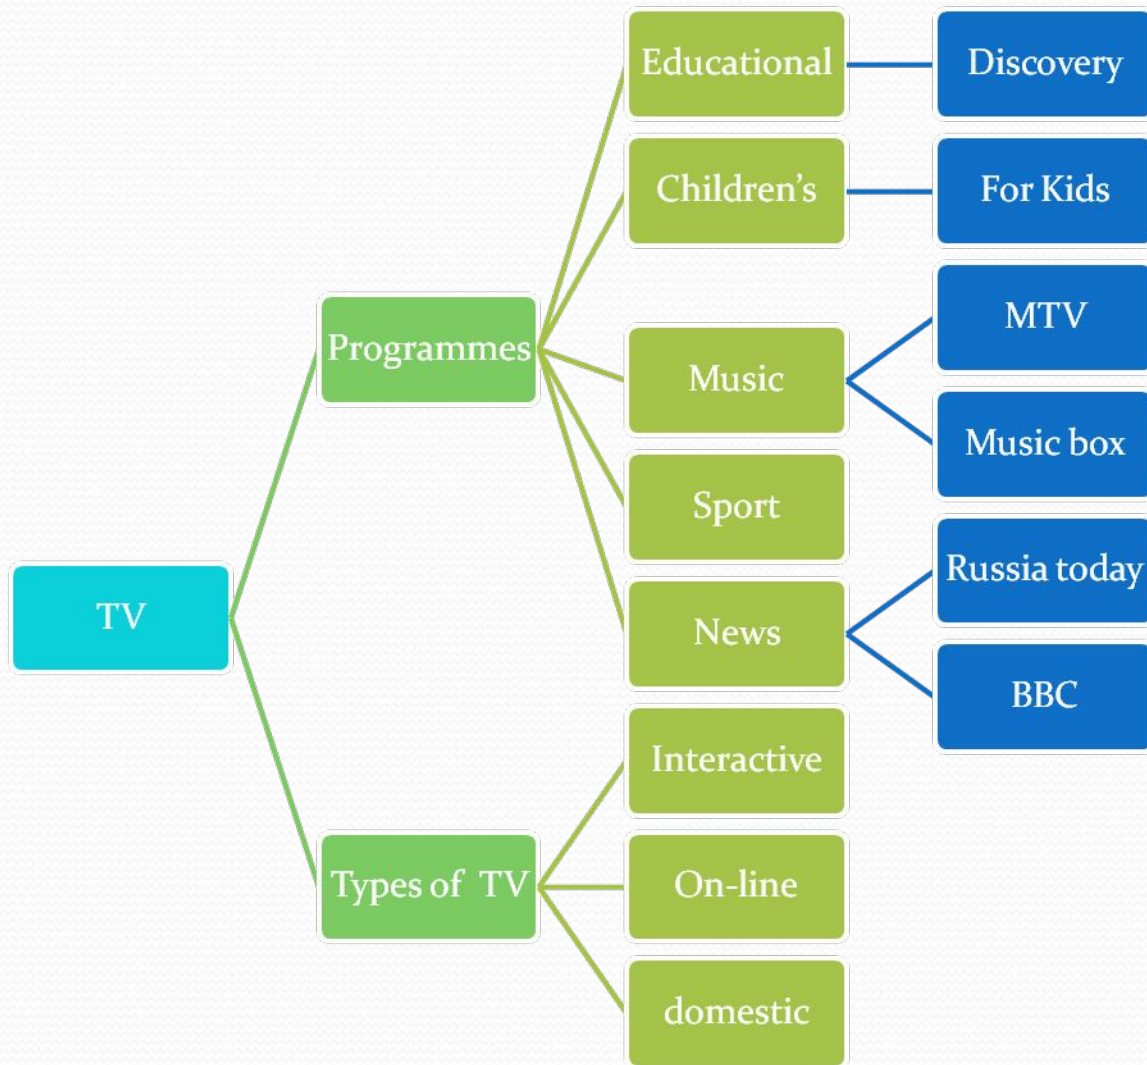 Educational
Discovery
Children’s
For Kids
Programmes
Music
MTV
Music box
Sport
News
Russia today
BBC
TV
Types of TV
Interactive
On-line
domestic